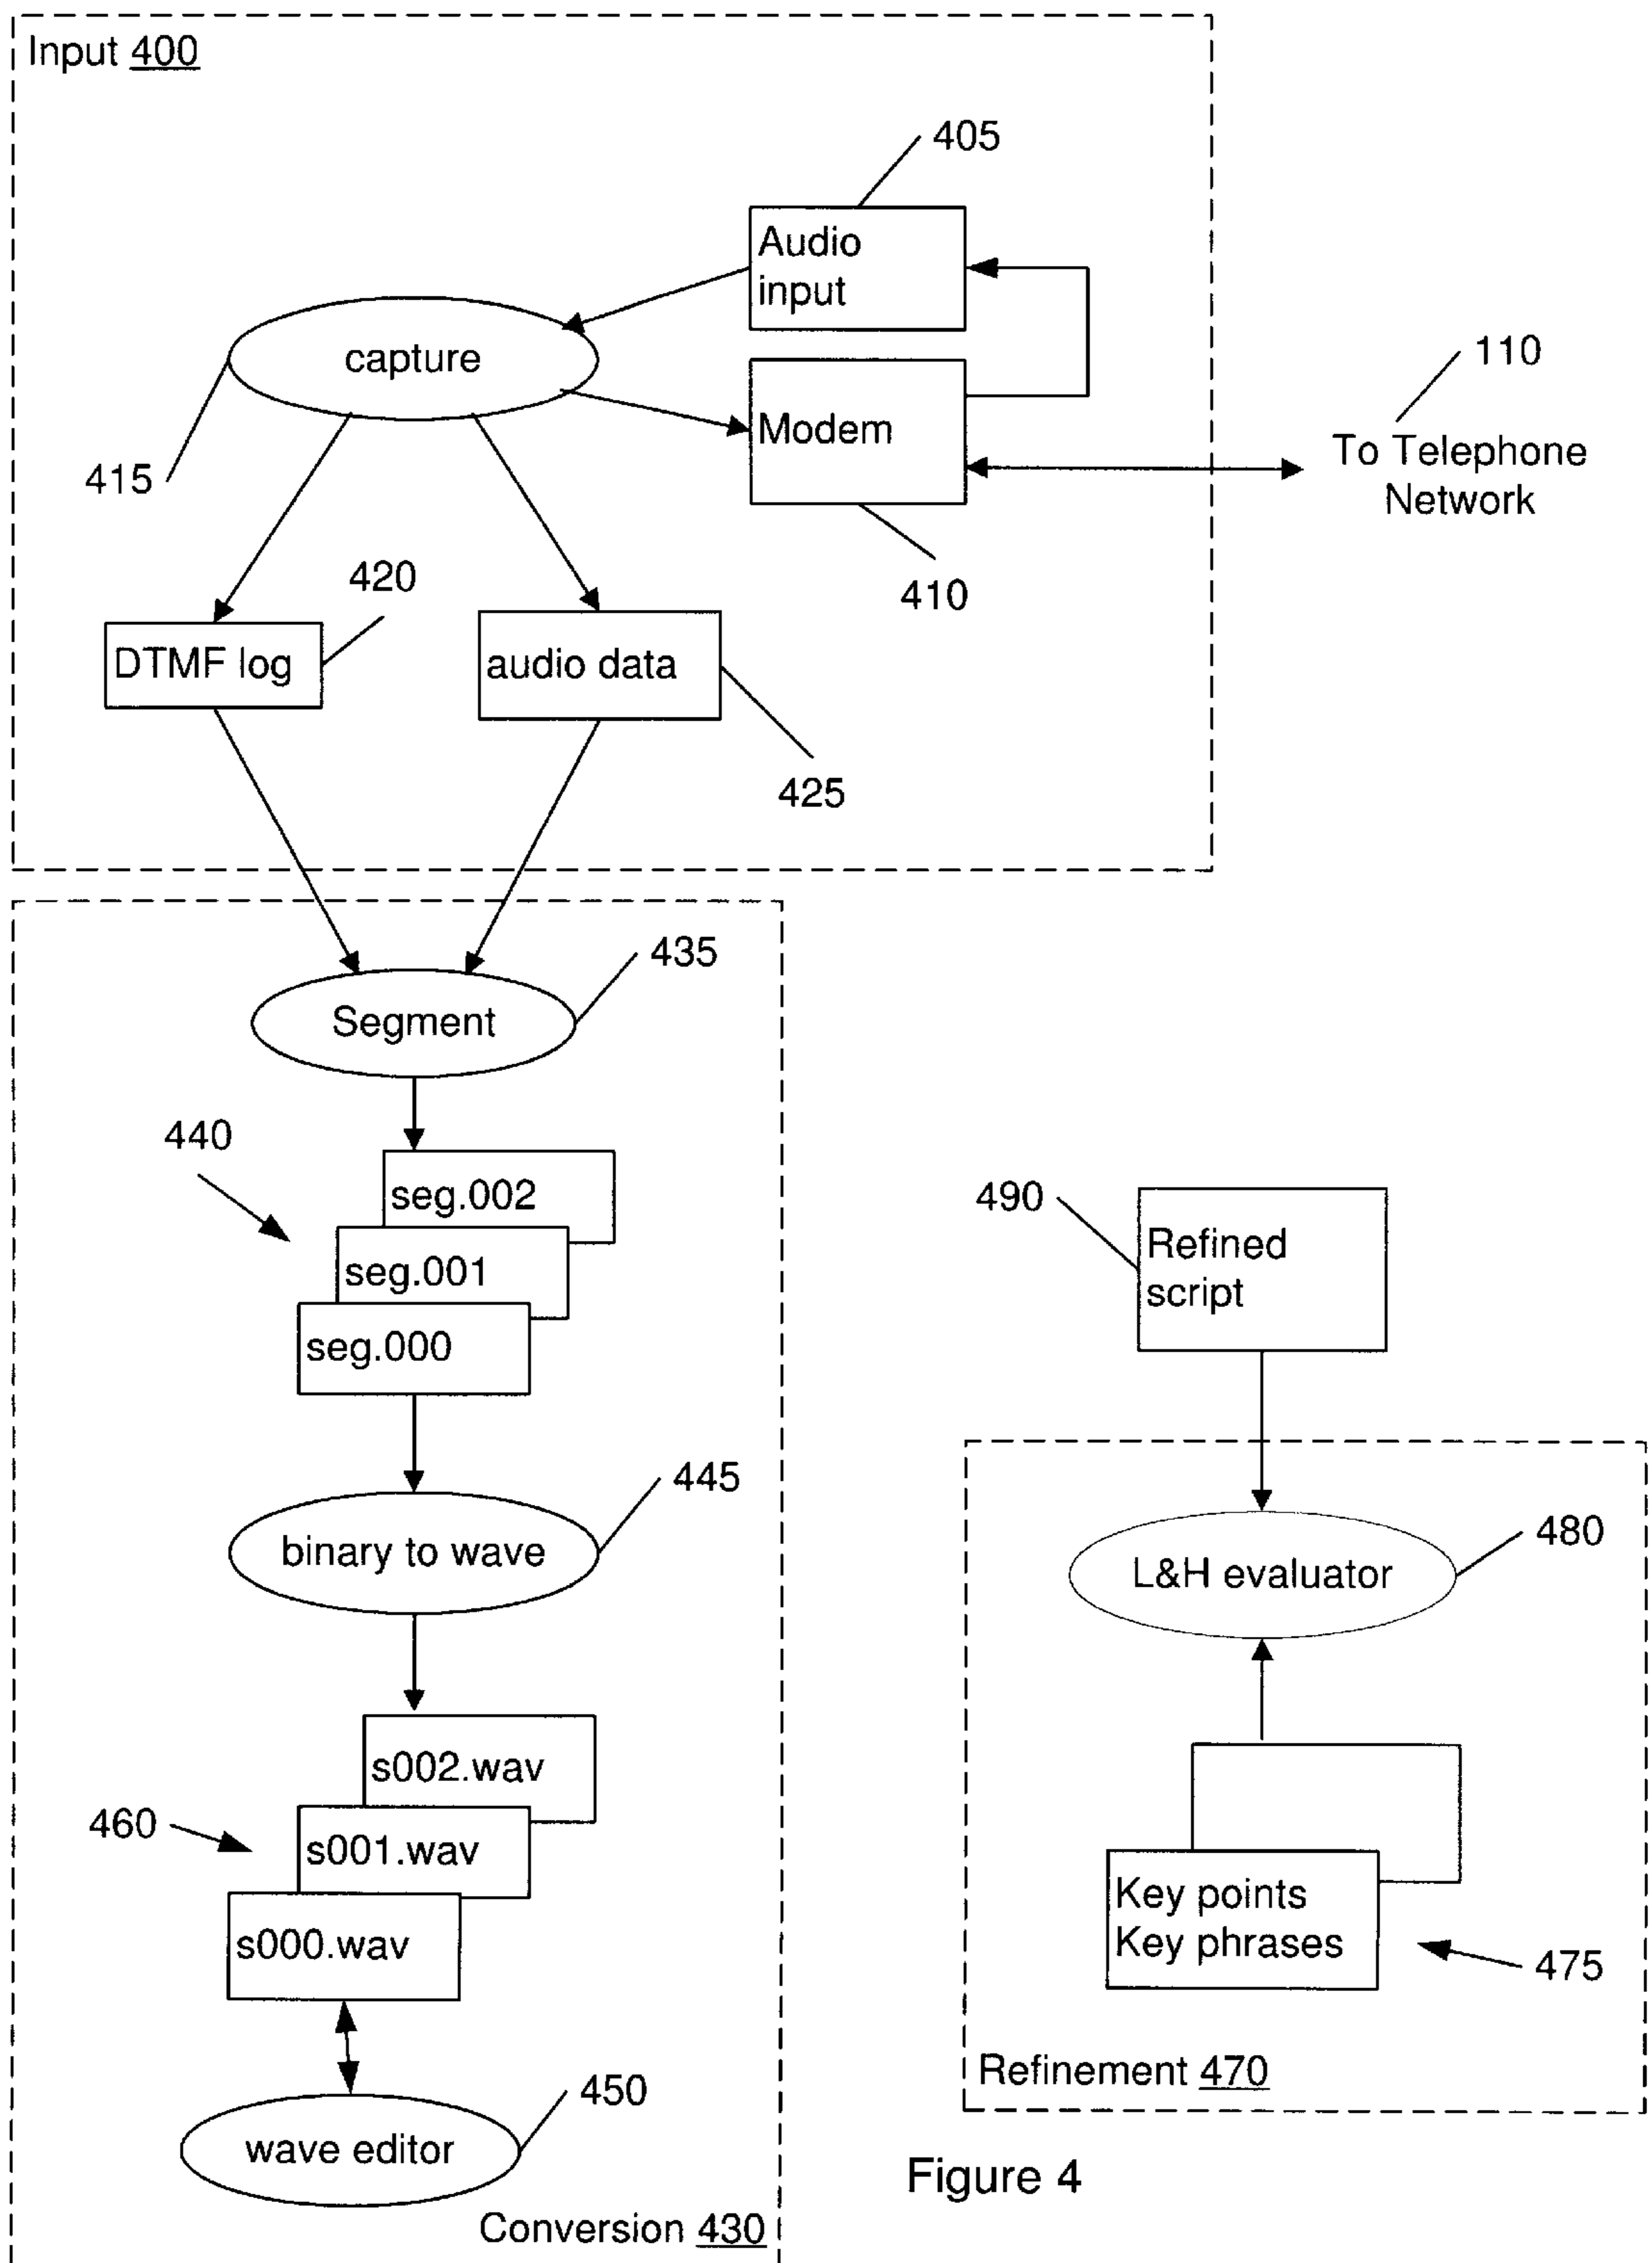 Input 400
405
Audio
input
capture
110
Modem
To Telephone
Network
415
410
420
DTMF log
audio data
425
435
Segment
440
seg.002
seg.001
seg.000
490
Refined
script
445
binary to wave
480
L&H evaluator
s002.wav
460
s001.wav
s000.wav
Key points
Key phrases
475
Refinement 470
450
wave editor
Figure 4
Conversion 430